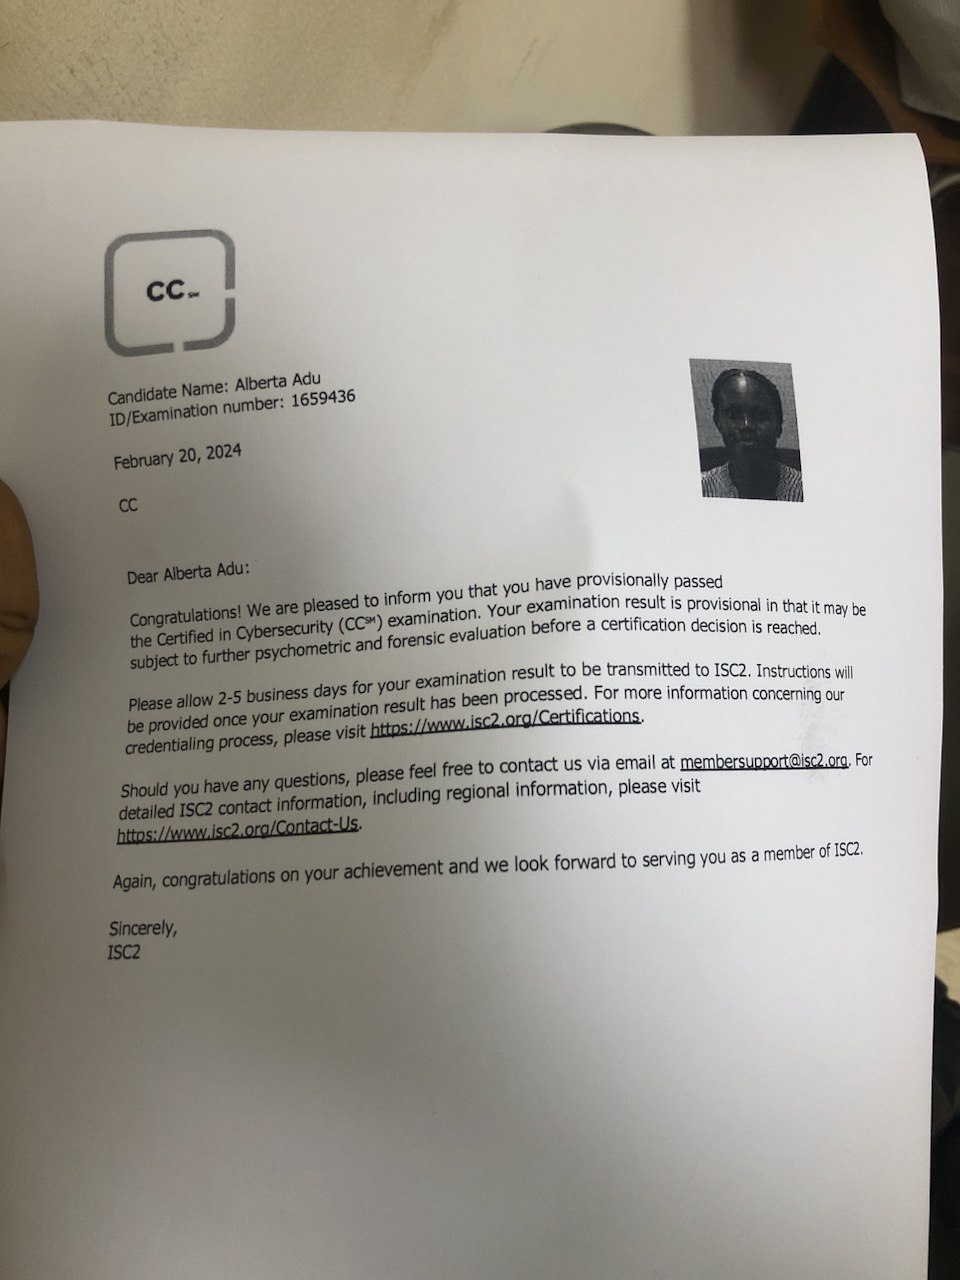 CC SM
Candidate Name: Alberta Adu
ID/Examination number: 1659436
February 20, 2024
CC
Dear Alberta Adu:
Congratulations! We are pleased to inform you that you have provisionally passed
the Certified in Cybersecurity (CC℠) examination. Your examination result is provisional in that it may be
subject to further psychometric and forensic evaluation before a certification decision is reached.
Please allow 2-5 business days for your examination result to be transmitted to ISC2. Instructions will
be provided once your examination result has been processed. For more information concerning our
credentialing process, please visit https://www.isc2.org/Certifications.
Should you have any questions, please feel free to contact us via email at membersupport@isc2.org. For
detailed ISC2 contact information, including regional information, please visit
https://www.isc2.org/Contact-Us.
Again, congratulations on your achievement and we look forward to serving you as a member of ISC2.
Sincerely,
ISC2